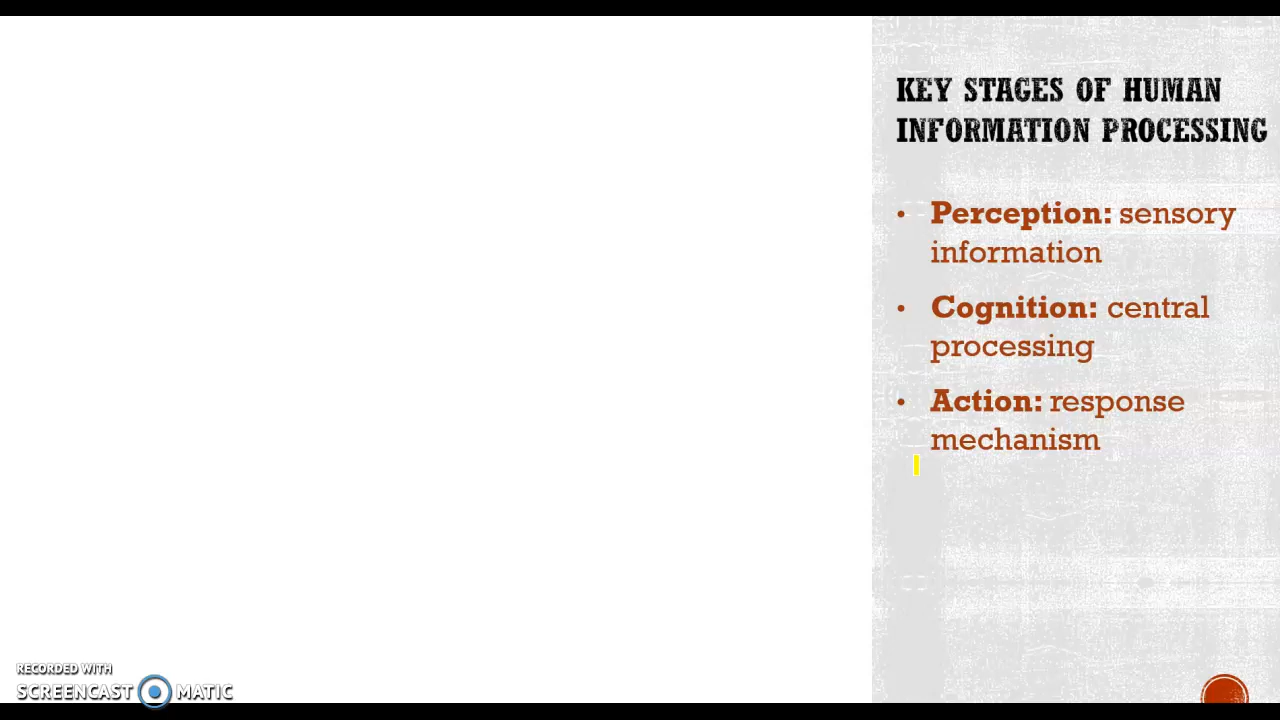 KEY STAGES OF HUMAN
INFORMATION PROCESSING
• Perception: sensory
information
• Cognition: central
processing
• Action: response
mechanism
RECORDED WITH
SCREENCAST MATIC